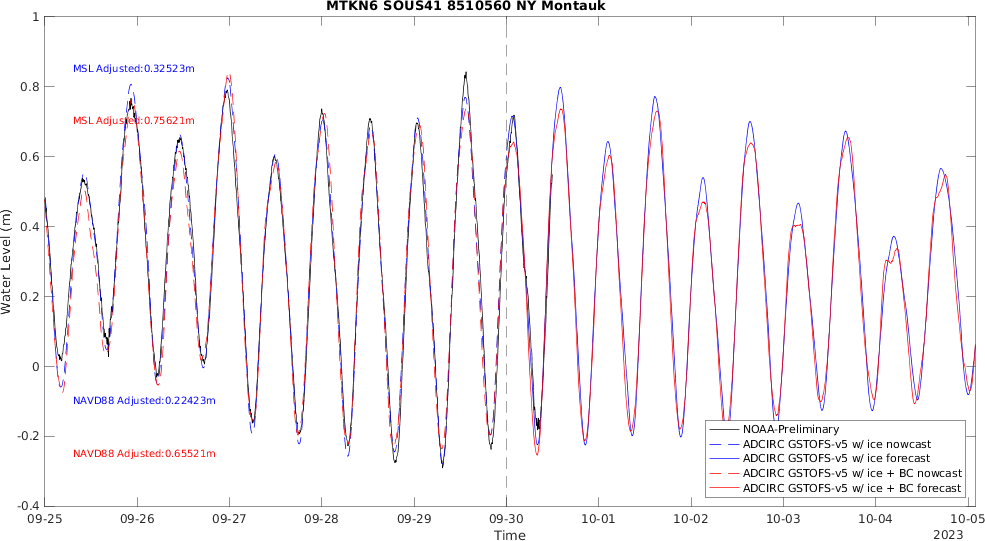 MTKN6 SOUS41 8510560 NY Montauk
1
0.8
0.6
0.4
0.2
0
-0.2
-0.4
Water Level (m)
MSL Adjusted:0.32523m
MSL Adjusted:0.75621m
NAVD88 Adjusted:0.22423m
NAVD88 Adjusted:0.65521m
NOAA-Preliminary
ADCIRC GSTOFS-v5 w/ ice nowcast
ADCIRC GSTOFS-v5 w/ ice forecast
ADCIRC GSTOFS-v5 w/ ice + BC nowcast
ADCIRC GSTOFS-v5 w/ ice + BC forecast
09-25 09-26 09-27 09-28 09-29 09-30 10-01 10-02 10-03 10-04 10-05
Time
2023